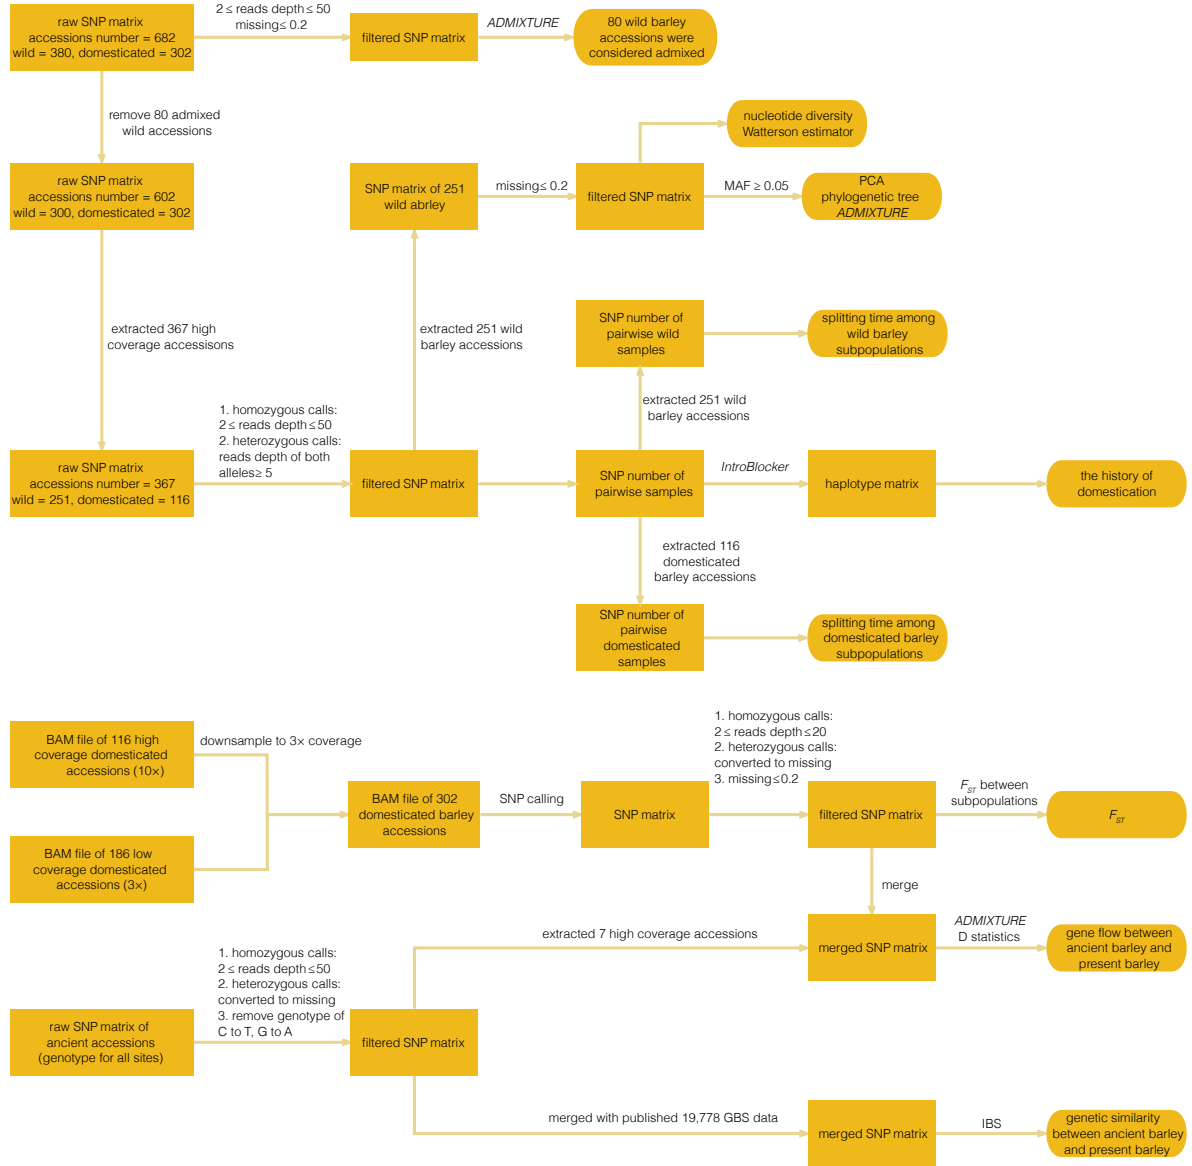 raw SNP matrix
accessions number = 682
wild = 380, domesticated = 302
2 ≤ reads depth ≤ 50
missing ≤ 0.2
filtered SNP matrix
ADMIXTURE
80 wild barley
accessions were
considered admixed
remove 80 admixed
wild accessions
nucleotide diversity
Watterson estimator
raw SNP matrix
accessions number = 602
wild = 300, domesticated = 302
SNP matrix of 251
wild abrley
missing ≤ 0.2
filtered SNP matrix
MAF ≥ 0.05
PCA
phylogenetic tree
ADMIXTURE
extracted 367 high
coverage accessisons
extracted 251 wild
barley accessions
SNP number of
pairwise wild
samples
splitting time among
wild barley
subpopulations
extracted 251 wild
barley accessions
raw SNP matrix
accessions number = 367
wild = 251, domesticated = 116
1. homozygous calls:
2 ≤ reads depth ≤ 50
2. heterozygous calls:
reads depth of both
alleles ≥ 5
filtered SNP matrix
SNP number of
pairwise samples
IntroBlocker
haplotype matrix
the history of
domestication
extracted 116
domesticated
barley accessions
SNP number of
pairwise
domesticated
samples
splitting time among
domesticated barley
subpopulations
BAM file of 116 high
coverage domesticated
accessions (10×)
downsample to 3× coverage
BAM file of 186 low
coverage domesticated
accessions (3×)
BAM file of 302
domesticated barley
accessions
SNP calling
SNP matrix
1. homozygous calls:
2 ≤ reads depth ≤ 20
2. heterozygous calls:
converted to missing
3. missing ≤ 0.2
filtered SNP matrix
FST between
subpopulations
FST
merge
extracted 7 high coverage accessions
merged SNP matrix
ADMIXTURE
D statistics
gene flow between
ancient barley and
present barley
raw SNP matrix of
ancient accessions
(genotype for all sites)
1. homozygous calls:
2 ≤ reads depth ≤ 50
2. heterozygous calls:
converted to missing
3. remove genotype of
C to T, G to A
filtered SNP matrix
merged with published 19,778 GBS data
merged SNP matrix
IBS
genetic similarity
between ancient barley
and present barley